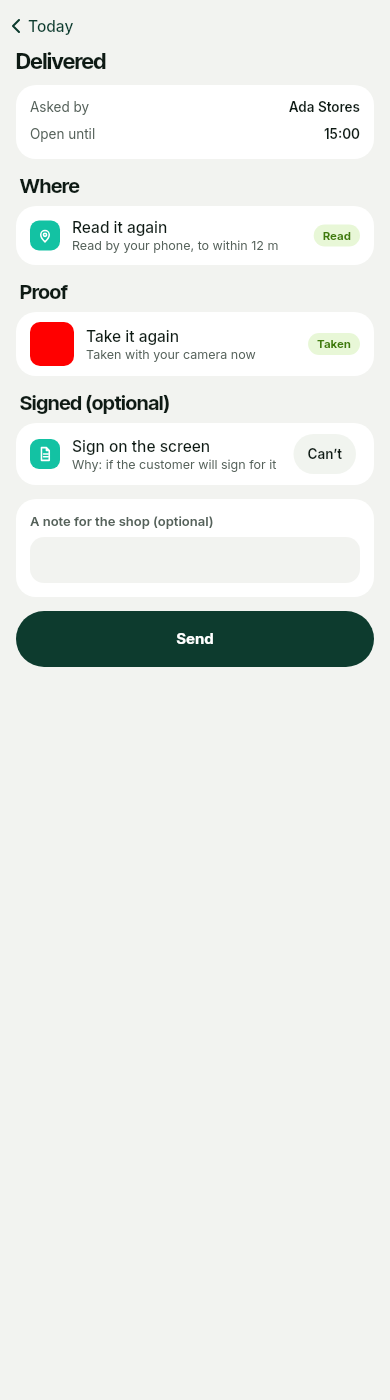 Today
Delivered
Asked by Ada Stores
Open until 15:00
Where
Read it again
Read by your phone, to within 12 m
Read
Proof
Take it again
Taken with your camera now
Taken
Signed (optional)
Sign on the screen
Why: if the customer will sign for it
Can’t
A note for the shop (optional)
Send